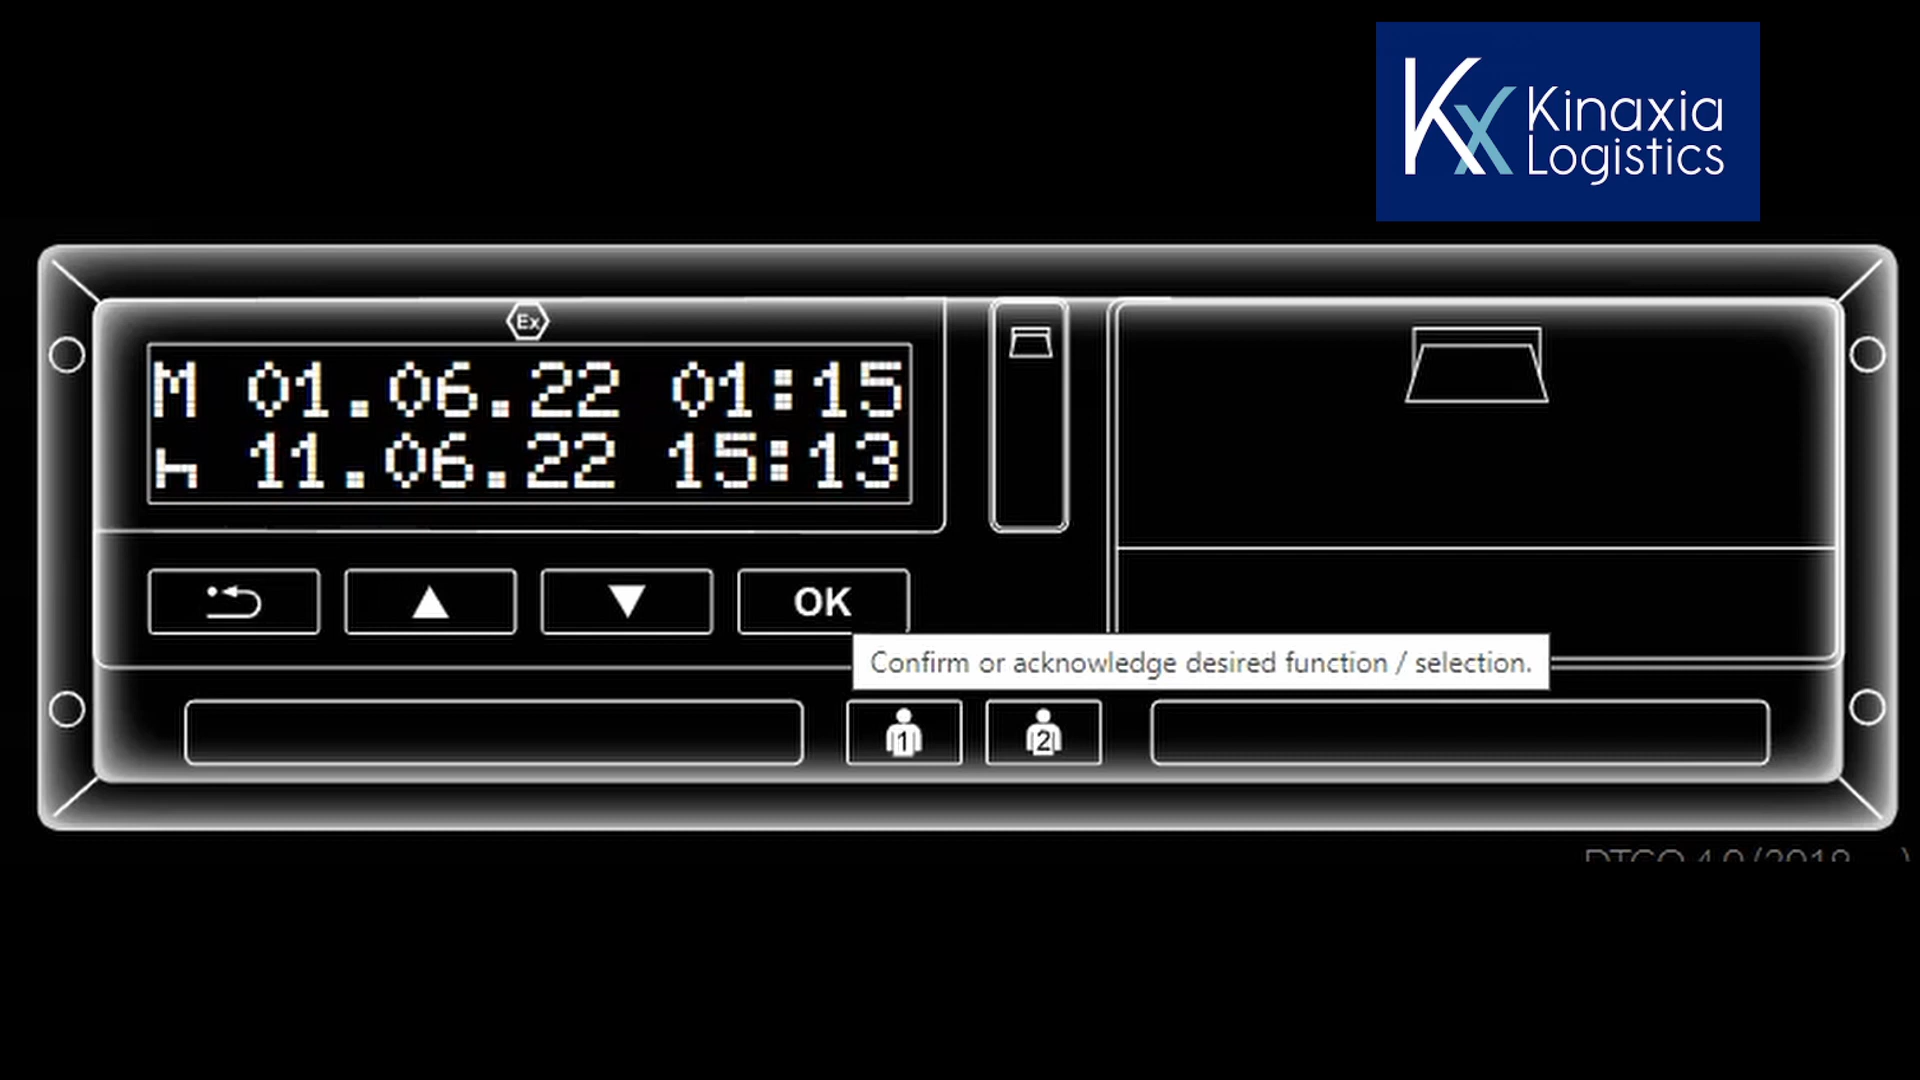 Kinaxia
Logistics
Ex
M 01.06.22 01:15
11.06.22 15:13
OK
Confirm or acknowledge desired function / selection.
1
2